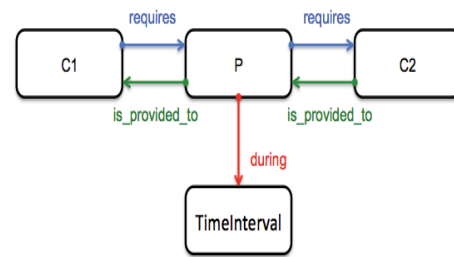 requires requires
C1 P C2
is_provided_to is_provided_to
during
TimeInterval